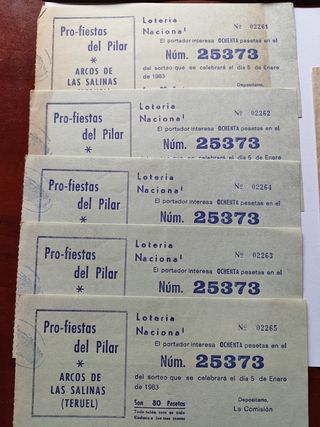 Pro-fiestas
del Pilar
*
ARCOS DE
LAS SALINAS
(TERUEL)
Lotería
Nacional
Nº 02261
El portador interesa OCHENTA pesetas en el
Núm. 25373
del sorteo que se celebrará el día 5 de Enero
de 1983
Depositario,
Pro-fiestas
del Pilar
*
Lotería
Nacional
Nº 02262
El portador interesa OCHENTA pesetas en el
Núm. 25373
Pro-fiestas
del Pilar
*
Lotería
Nacional
Nº 02264
El portador interesa OCHENTA pesetas en el
Núm. 25373
Pro-fiestas
del Pilar
*
Lotería
Nacional
Nº 02263
El portador interesa OCHENTA pesetas en el
Núm. 25373
Pro-fiestas
del Pilar
*
ARCOS DE
LAS SALINAS
(TERUEL)
Lotería
Nacional
Nº 02265
El portador interesa OCHENTA pesetas en el
Núm. 25373
del sorteo que se celebrará el día 5 de Enero
de 1983
Son 80 Pesetas
Depositario,
La Comisión